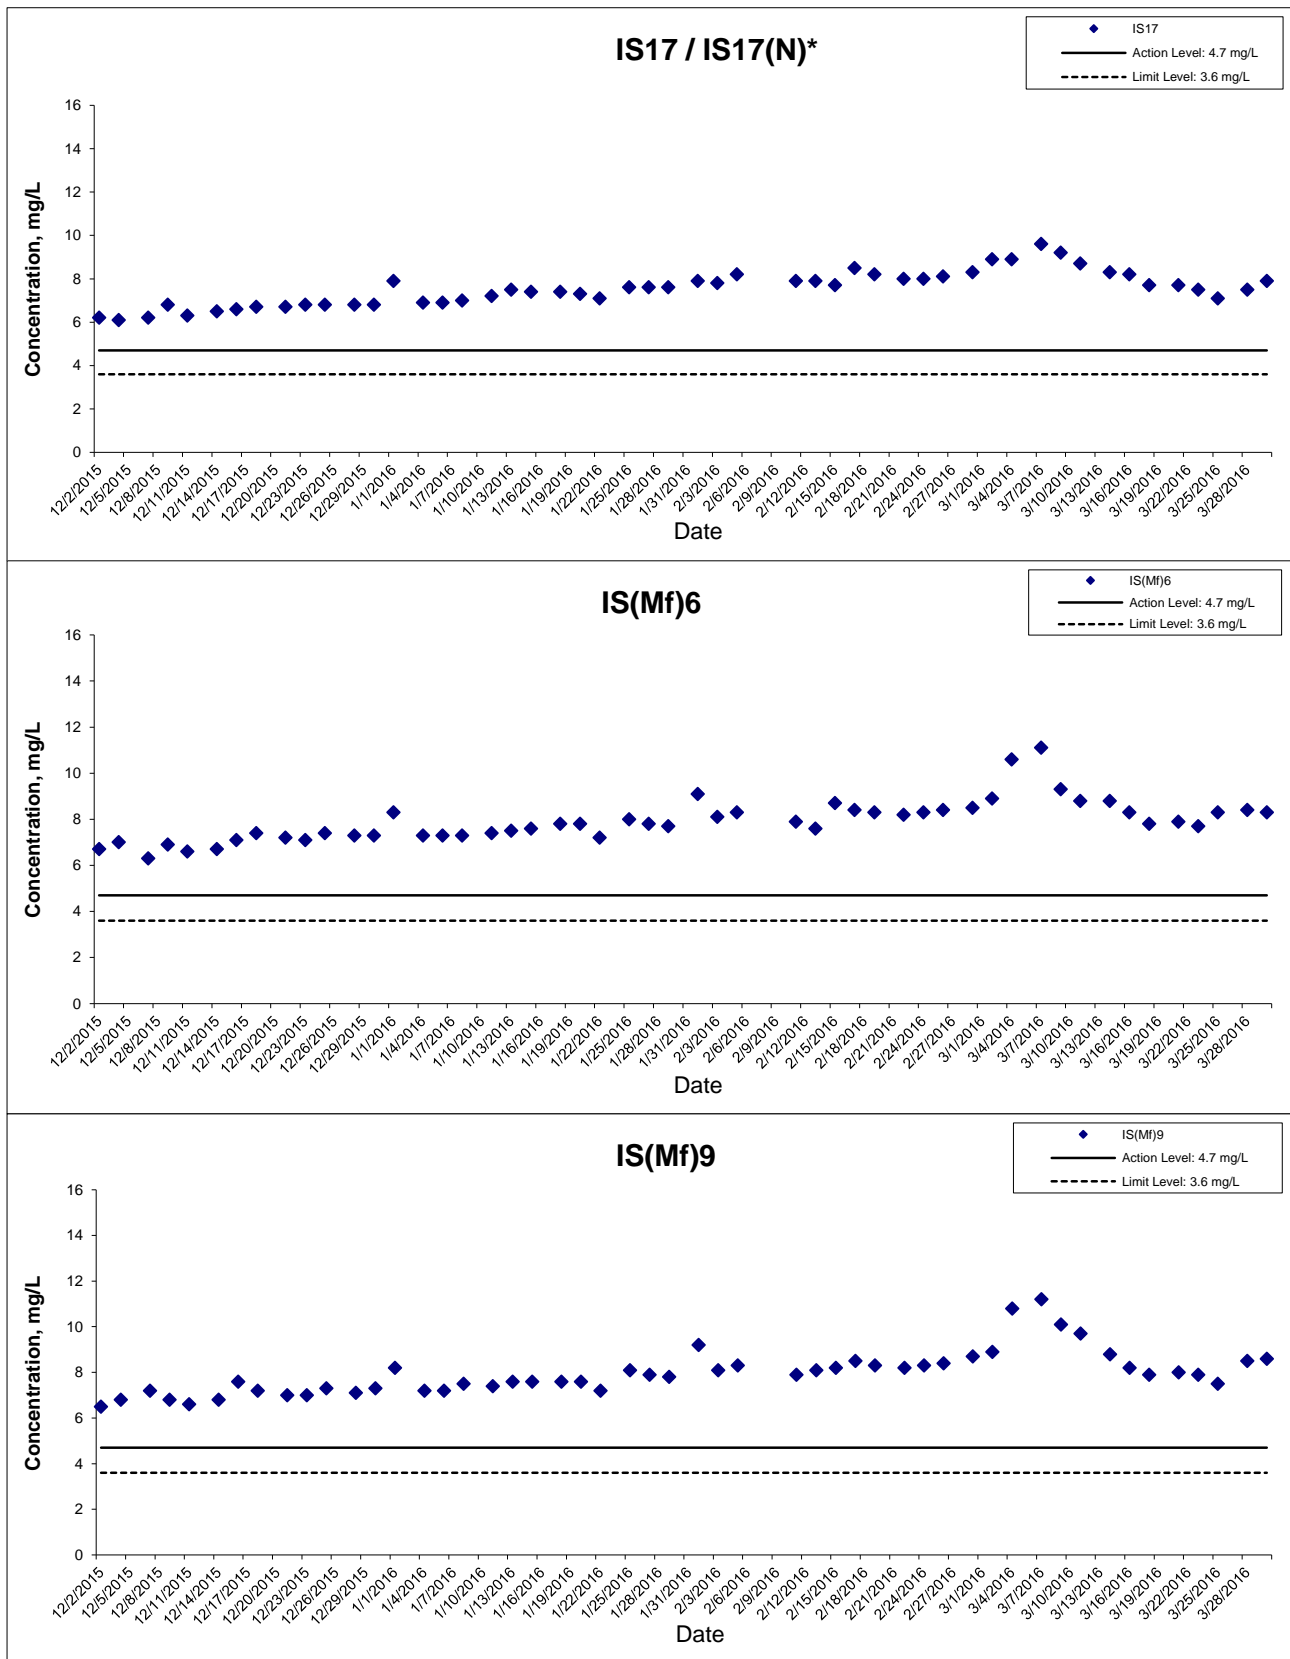 IS17 / IS17(N)*
IS17
Action Level: 4.7 mg/L
Limit Level: 3.6 mg/L
Concentration, mg/L
16
14
12
10
8
6
4
2
0
12/2/2015 12/5/2015 12/8/2015 12/11/2015 12/14/2015 12/17/2015 12/20/2015 12/23/2015 12/26/2015 12/29/2015 1/1/2016 1/4/2016 1/7/2016 1/10/2016 1/13/2016 1/16/2016 1/19/2016 1/22/2016 1/25/2016 1/28/2016 1/31/2016 2/3/2016 2/6/2016 2/9/2016 2/12/2016 2/15/2016 2/18/2016 2/21/2016 2/24/2016 2/27/2016 3/1/2016 3/4/2016 3/7/2016 3/10/2016 3/13/2016 3/16/2016 3/19/2016 3/22/2016 3/25/2016 3/28/2016
Date
IS(Mf)6
IS(Mf)6
Action Level: 4.7 mg/L
Limit Level: 3.6 mg/L
Concentration, mg/L
16
14
12
10
8
6
4
2
0
12/2/2015 12/5/2015 12/8/2015 12/11/2015 12/14/2015 12/17/2015 12/20/2015 12/23/2015 12/26/2015 12/29/2015 1/1/2016 1/4/2016 1/7/2016 1/10/2016 1/13/2016 1/16/2016 1/19/2016 1/22/2016 1/25/2016 1/28/2016 1/31/2016 2/3/2016 2/6/2016 2/9/2016 2/12/2016 2/15/2016 2/18/2016 2/21/2016 2/24/2016 2/27/2016 3/1/2016 3/4/2016 3/7/2016 3/10/2016 3/13/2016 3/16/2016 3/19/2016 3/22/2016 3/25/2016 3/28/2016
Date
IS(Mf)9
IS(Mf)9
Action Level: 4.7 mg/L
Limit Level: 3.6 mg/L
Concentration, mg/L
16
14
12
10
8
6
4
2
0
12/2/2015 12/5/2015 12/8/2015 12/11/2015 12/14/2015 12/17/2015 12/20/2015 12/23/2015 12/26/2015 12/29/2015 1/1/2016 1/4/2016 1/7/2016 1/10/2016 1/13/2016 1/16/2016 1/19/2016 1/22/2016 1/25/2016 1/28/2016 1/31/2016 2/3/2016 2/6/2016 2/9/2016 2/12/2016 2/15/2016 2/18/2016 2/21/2016 2/24/2016 2/27/2016 3/1/2016 3/4/2016 3/7/2016 3/10/2016 3/13/2016 3/16/2016 3/19/2016 3/22/2016 3/25/2016 3/28/2016
Date